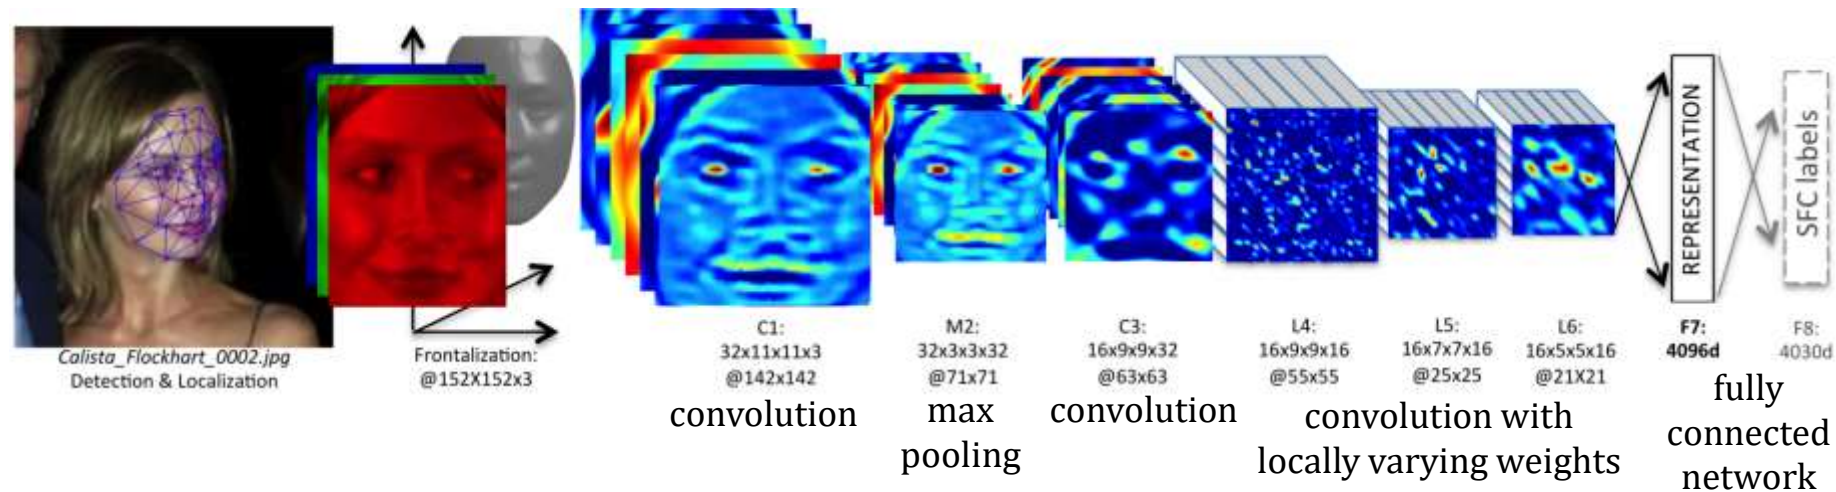 REPRESENTATION
SFC labels
Calista_Flockhart_0002.jpg
Detection & Localization
Frontalization:
@152X152x3
C1:
32x11x11x3
@142x142
M2:
32x3x3x32
@71x71
C3:
16x9x9x32
@63x63
L4:
16x9x9x16
@55x55
L5:
16x7x7x16
@25x25
L6:
16x5x5x16
@21X21
F7:
4096d
F8:
4030d
convolution
max
pooling
convolution
convolution with
locally varying weights
fully
connected
network